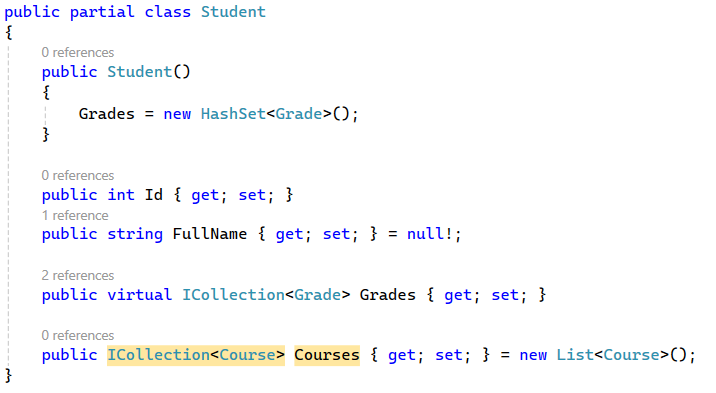 public partial class Student
{
0 references
public Student()
{
Grades = new HashSet<Grade>();
}
0 references
public int Id { get; set; }
1 reference
public string FullName { get; set; } = null!;
2 references
public virtual ICollection<Grade> Grades { get; set; }
0 references
public ICollection<Course> Courses { get; set; } = new List<Course>();
}